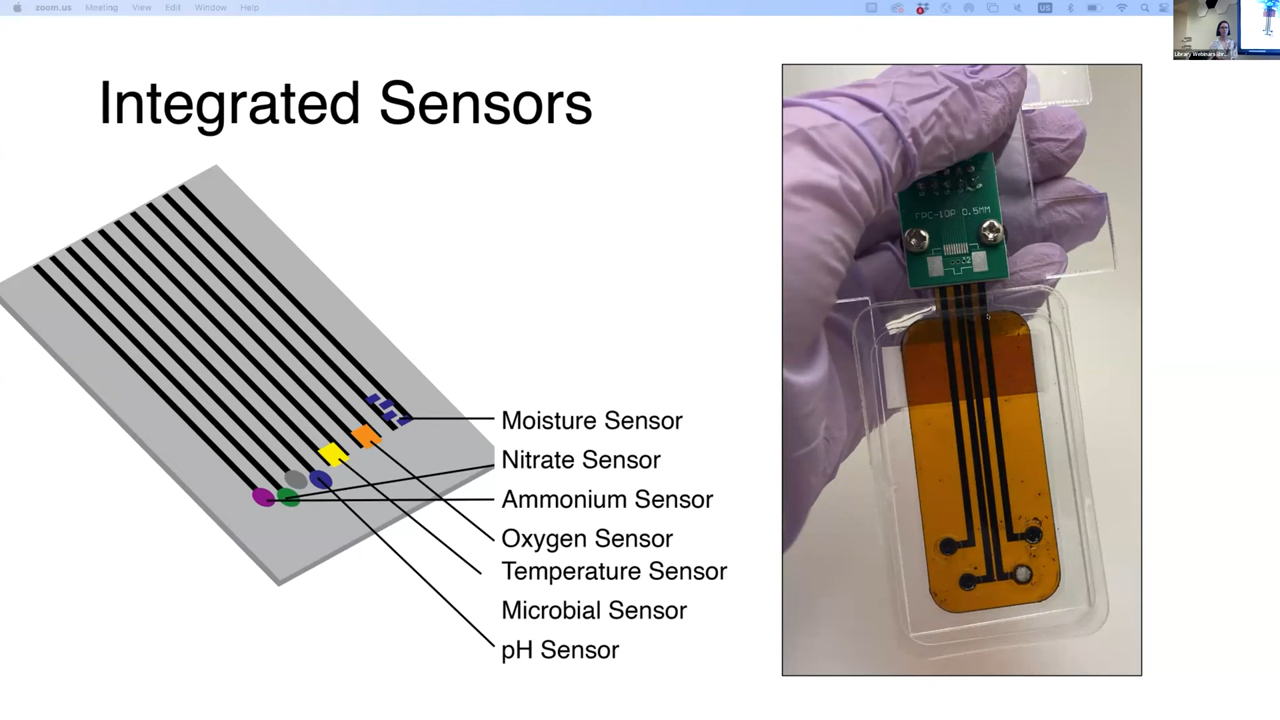 zoom.us Meeting View Edit Window Help
US
Integrated Sensors
Moisture Sensor
Nitrate Sensor
Ammonium Sensor
Oxygen Sensor
Temperature Sensor
Microbial Sensor
pH Sensor
FPC-10P 0.5MM